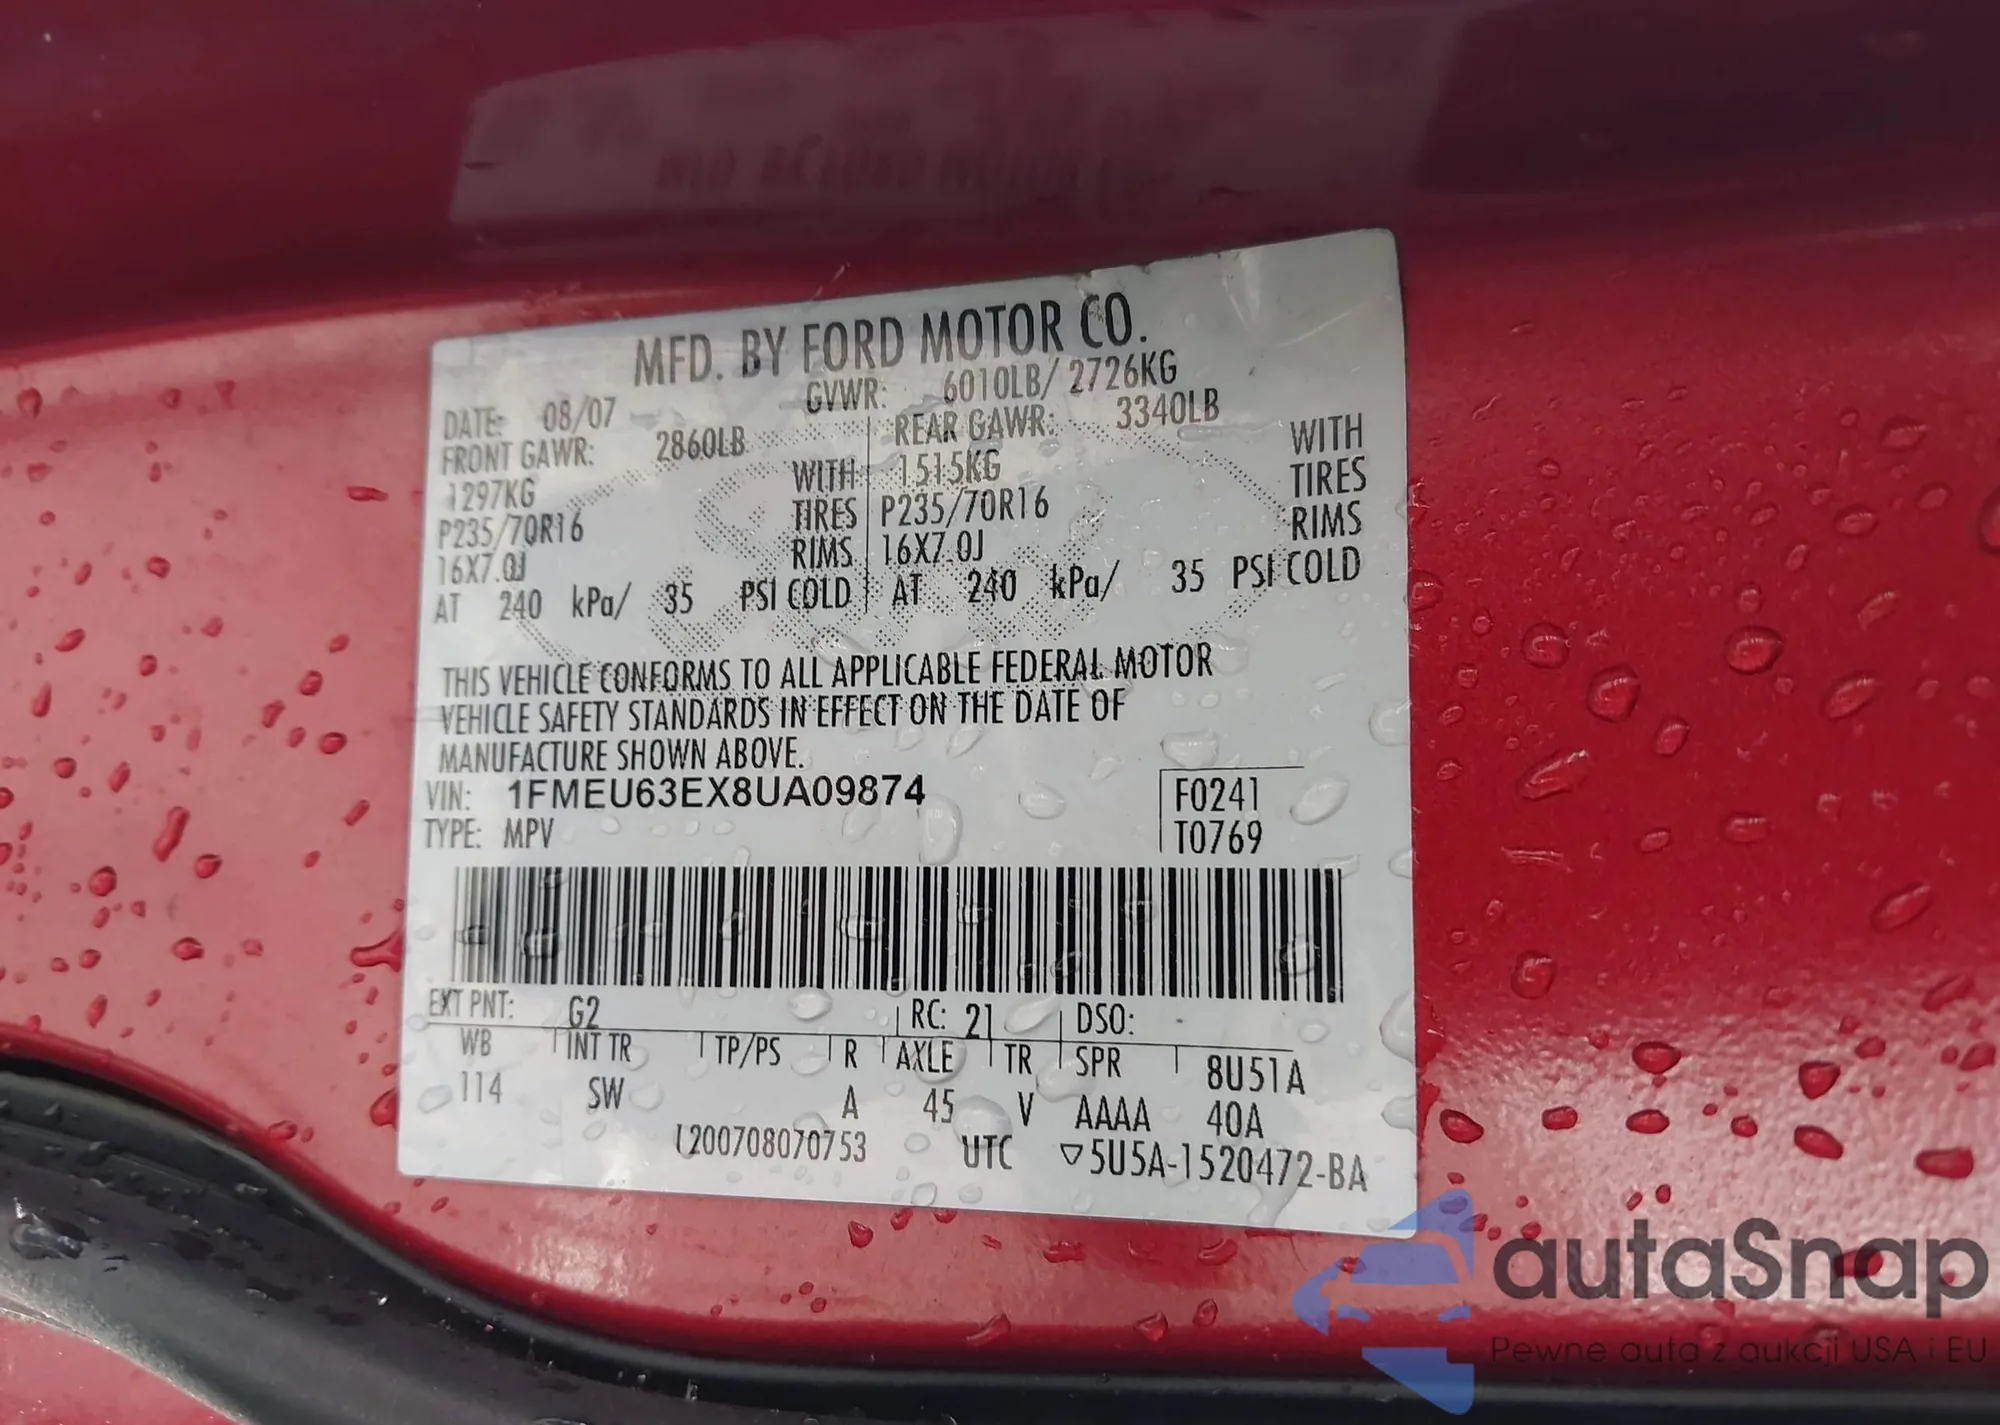 MFD. BY FORD MOTOR CO.
DATE: 08/07 GVWR: 6010LB/ 2726KG
FRONT GAWR: 2860LB REAR GAWR: 3340LB
1297KG WITH 1515KG WITH
P235/70R16 TIRES P235/70R16 TIRES
16X7.0J RIMS 16X7.0J RIMS
AT 240 kPa/ 35 PSI COLD AT 240 kPa/ 35 PSI COLD
THIS VEHICLE CONFORMS TO ALL APPLICABLE FEDERAL MOTOR
VEHICLE SAFETY STANDARDS IN EFFECT ON THE DATE OF
MANUFACTURE SHOWN ABOVE.
VIN: 1FMEU63EX8UA09874 F0241
TYPE: MPV T0769
EXT PNT: G2 RC: 21 DSO:
WB INT TR TP/PS R AXLE TR SPR 8U51A
114 SW A 45 V AAAA 40A
1200708070753 UTC ▽5U5A-1520472-BA
autaSnap
Pewne auta z aukcji USA i EU